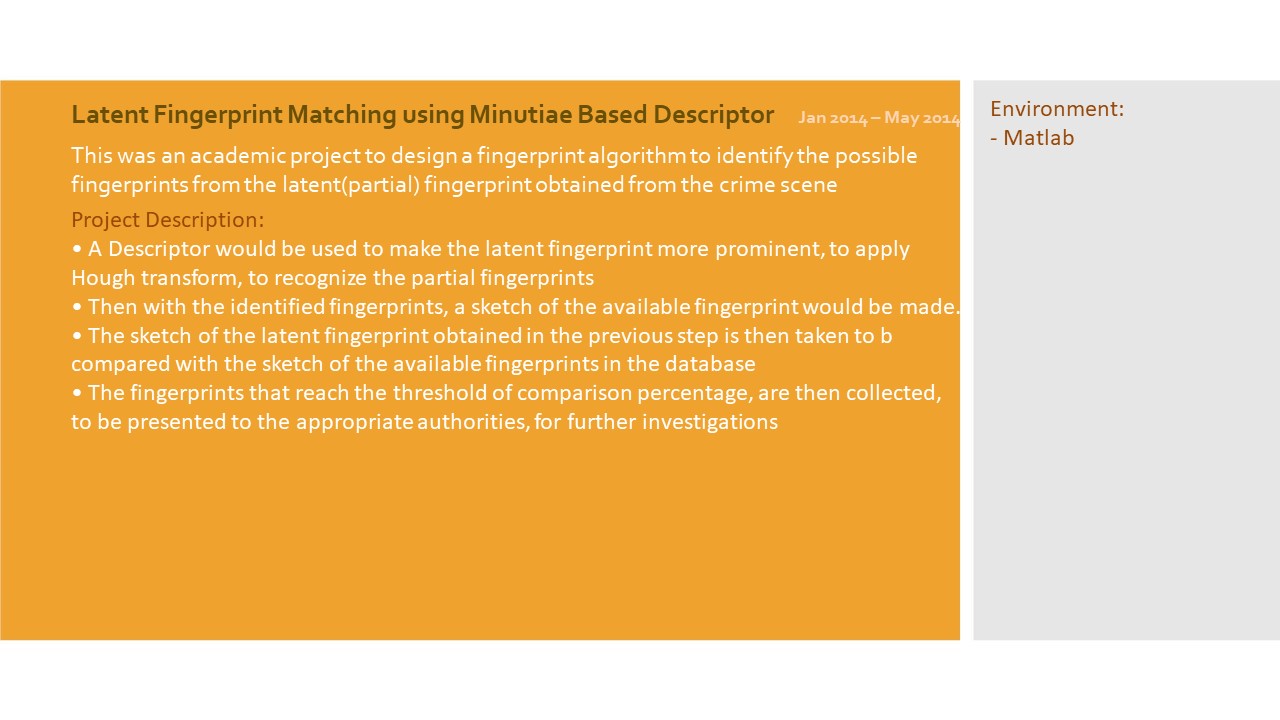 Latent Fingerprint Matching using Minutiae Based Descriptor Jan 2014 – May 2014
This was an academic project to design a fingerprint algorithm to identify the possible
fingerprints from the latent(partial) fingerprint obtained from the crime scene
Project Description:
• A Descriptor would be used to make the latent fingerprint more prominent, to apply
Hough transform, to recognize the partial fingerprints
• Then with the identified fingerprints, a sketch of the available fingerprint would be made.
• The sketch of the latent fingerprint obtained in the previous step is then taken to b
compared with the sketch of the available fingerprints in the database
• The fingerprints that reach the threshold of comparison percentage, are then collected,
to be presented to the appropriate authorities, for further investigations
Environment:
- Matlab